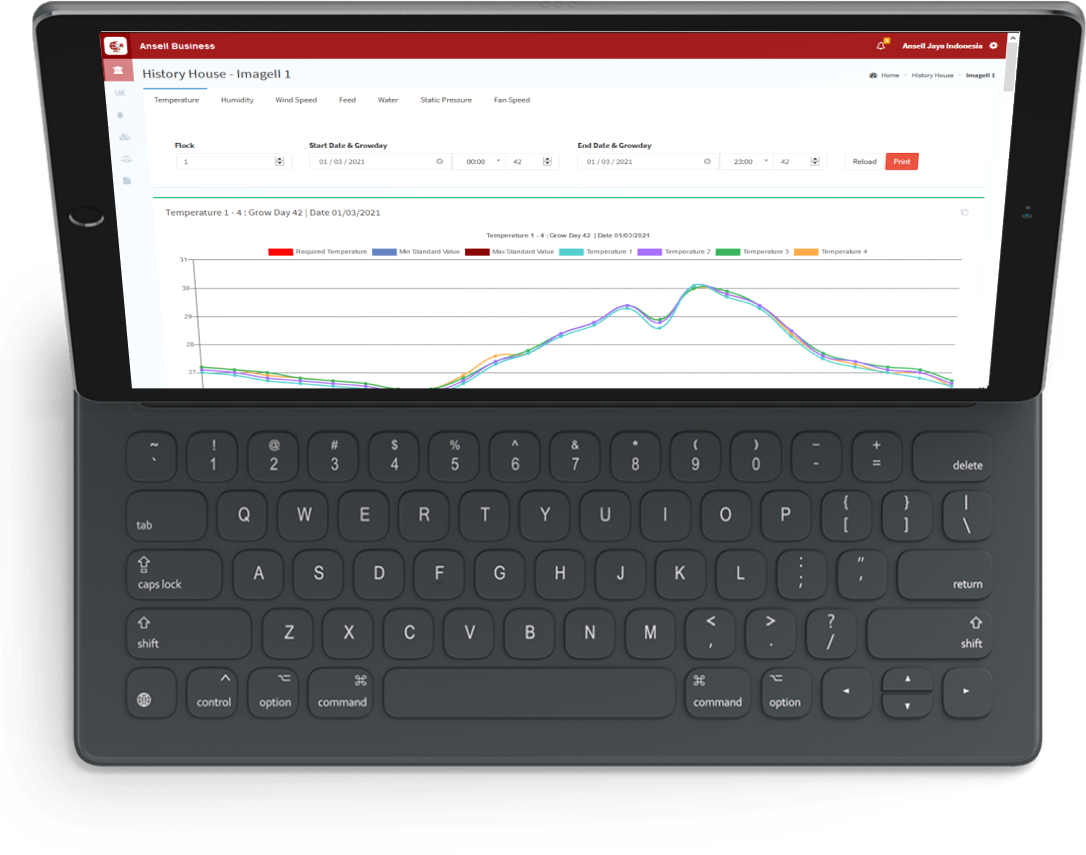 Ansell Business
Ansell Jaya Indonesia
History House - Imagell 1
Home - History House - Imagell 1
Temperature Humidity Wind Speed Feed Water Static Pressure Fan Speed
Flock Start Date & Growday End Date & Growday
1 01 / 03 / 2021 00:00 42 01 / 03 / 2021 23:00 42 Reload Print
Temperature 1 - 4 : Grow Day 42 | Date 01/03/2021
Temperature 1 - 4 : Grow Day 42 | Date 01/03/2021
Required Temperature Min Standard Value Max Standard Value Temperature 1 Temperature 2 Temperature 3 Temperature 4
31
30
29
28
27
~ ! @ # $ % ^ & * ( ) – +
` 1 2 3 4 5 6 7 8 9 0 - = delete
tab Q W E R T Y U I O P { [ } ] | \
caps lock A S D F G H J K L : ; " ' return
shift Z X C V B N M < , > . ? / shift
control option command command option